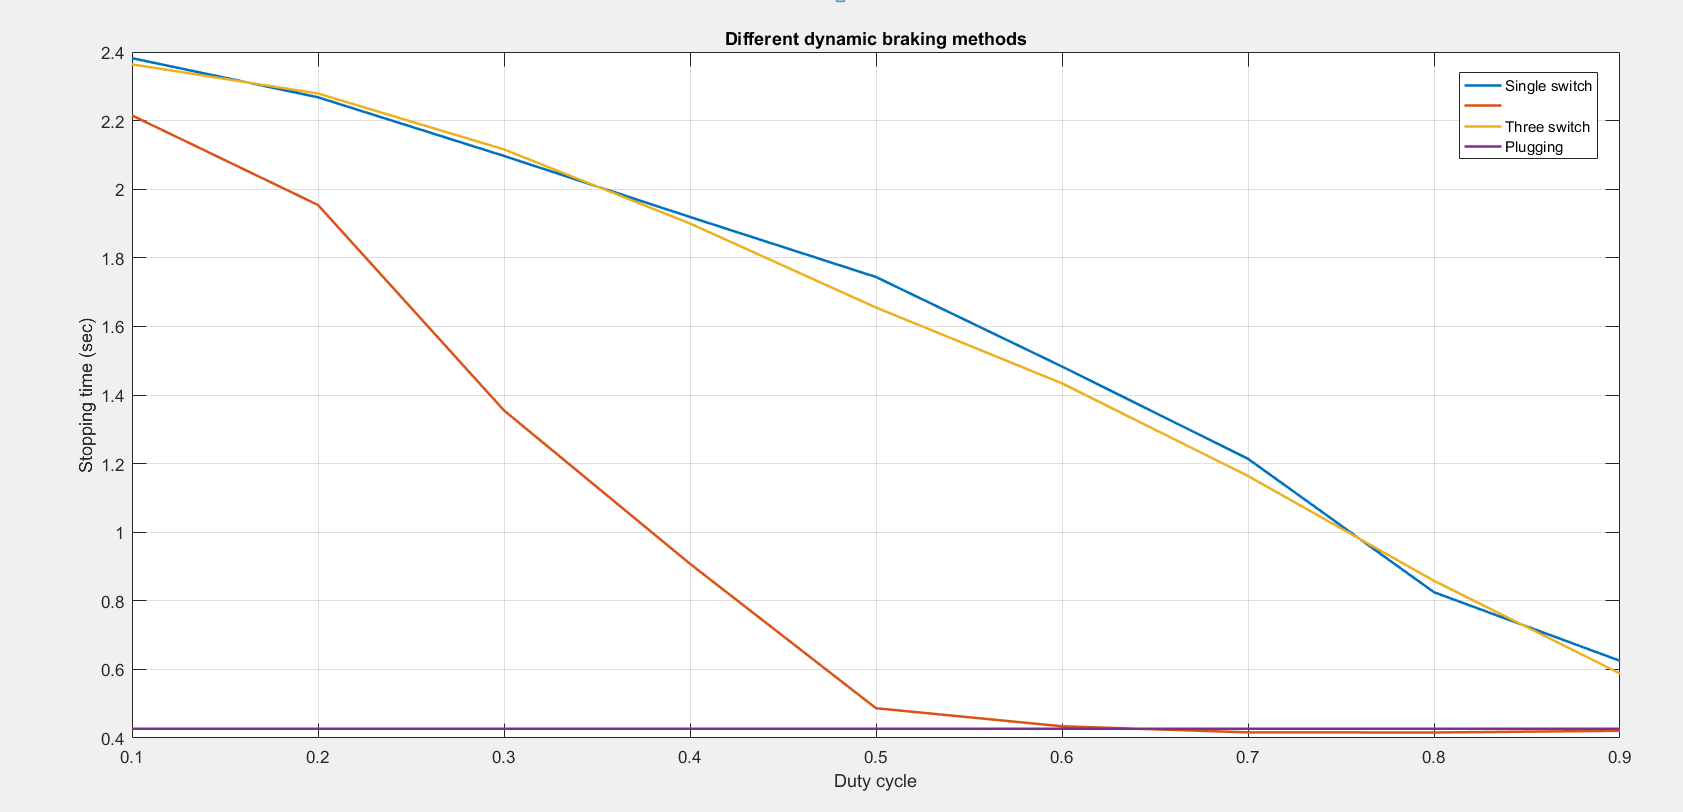 Different dynamic braking methods
Single switch
Three switch
Plugging
2.4
2.2
2
1.8
1.6
1.4
1.2
1
0.8
0.6
0.4
Stopping time (sec)
0.1 0.2 0.3 0.4 0.5 0.6 0.7 0.8 0.9
Duty cycle